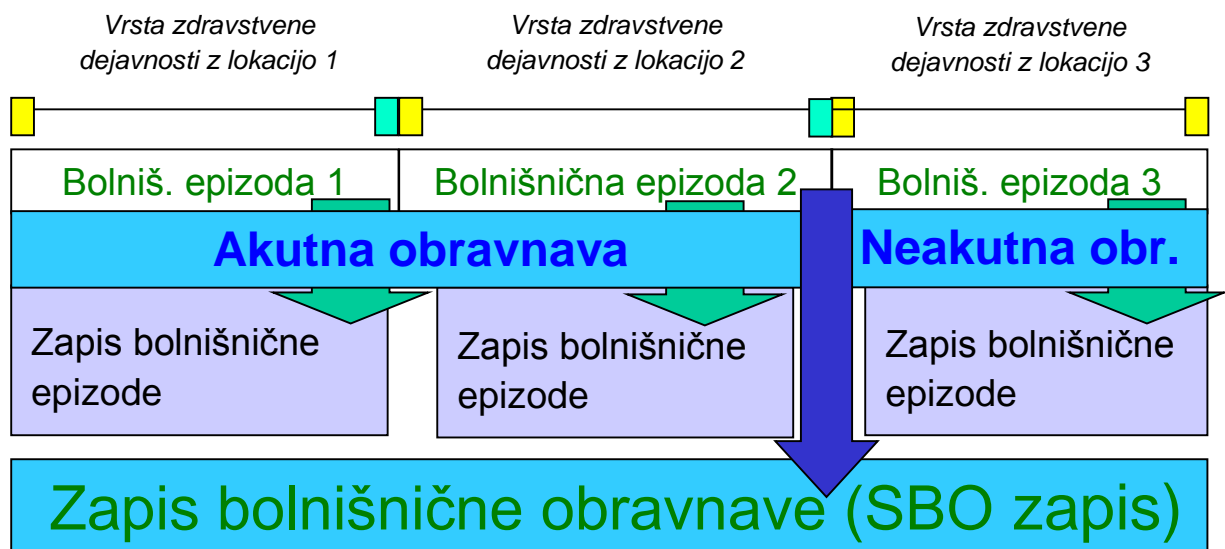 Vrsta zdravstvene
dejavnosti z lokacijo 1
Vrsta zdravstvene
dejavnosti z lokacijo 2
Vrsta zdravstvene
dejavnosti z lokacijo 3
Bolniš. epizoda 1
Bolnišnična epizoda 2
Bolniš. epizoda 3
Akutna obravnava
Neakutna obr.
Zapis bolnišnične
epizode
Zapis bolnišnične
epizode
Zapis bolnišnične
epizode
Zapis bolnišnične obravnave (SBO zapis)